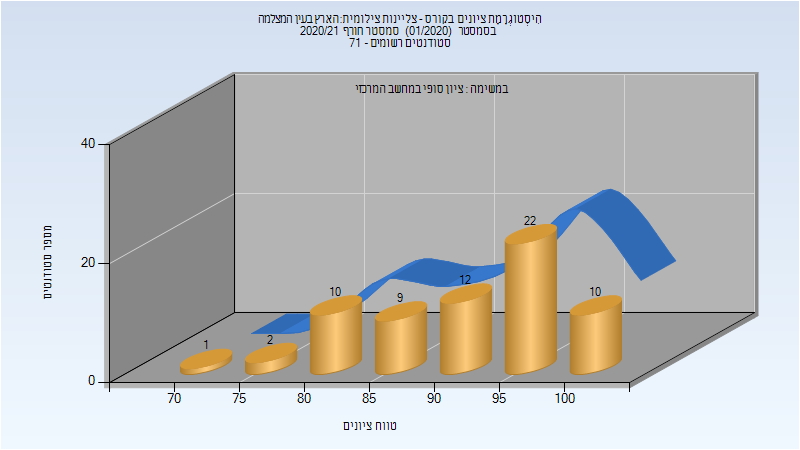 הִיסְטוֹגְרַמַת ציונים בקורס - צליינות צילומית:הארץ בעין המצלמה
בסמסטר (01/2020) סמסטר חורף 2020/21
סטודנטים רשומים - 71
במשימה : ציון סופי במחשב המרכזי
מספר סטודנטים
40
20
0
1
2
10
9
12
22
10
70 75 80 85 90 95 100
טווח ציונים